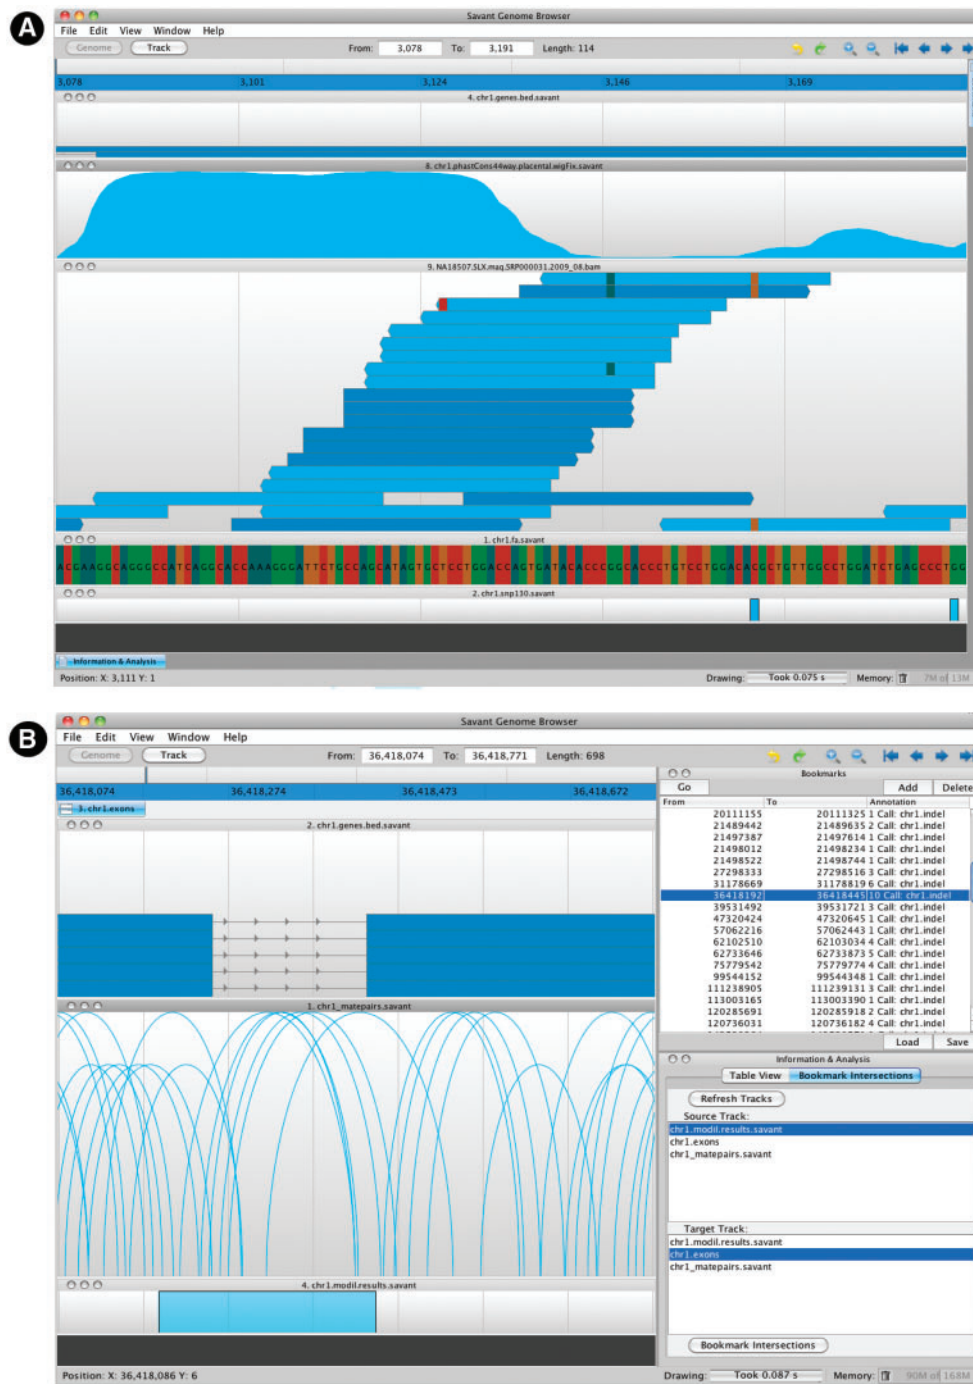 A
Savant Genome Browser
File Edit View Window Help
Genome Track From: 3,078 To: 3,191 Length: 114
3,078 3,101 3,124 3,146 3,169
4. chr1.genes.bed.savant
8. chr1.phastCons44way.placental.wigFix.savant
9. NA18507.SLX.maq.SRP000031.2009_08.bam
1. chr1.fa.savant
ACGAAGGCAGGGCCATCAGGCACCAAAGGGATTCTGCCAGCATAGTGCTCCTGGACCAGTGATACACCCGGCACCCTGTCCTGGACACGCTGTTGGCCTGGATCTGAGCCCTGG
2. chr1.snp130.savant
Information & Analysis
Position: X: 3,111 Y: 1 Drawing: Took 0.075 s Memory: 7M of 13M
B
Savant Genome Browser
File Edit View Window Help
Genome Track From: 36,418,074 To: 36,418,771 Length: 698
36,418,074 36,418,274 36,418,473 36,418,672
3. chr1.exons
2. chr1.genes.bed.savant
1. chr1_matepairs.savant
4. chr1.modil.results.savant
Bookmarks
Go Add Delete
From To Annotation
20111155 20111325 1 Call: chr1.indel
21489442 21489635 2 Call: chr1.indel
21497387 21497614 1 Call: chr1.indel
21498012 21498234 1 Call: chr1.indel
21498522 21498744 1 Call: chr1.indel
27298333 27298516 3 Call: chr1.indel
31178669 31178819 6 Call: chr1.indel
36418192 36418445 10 Call: chr1.indel
39531492 39531721 3 Call: chr1.indel
47320424 47320645 1 Call: chr1.indel
57062216 57062443 1 Call: chr1.indel
62102510 62103034 4 Call: chr1.indel
62733646 62733873 5 Call: chr1.indel
75779542 75779774 4 Call: chr1.indel
99544152 99544348 1 Call: chr1.indel
111238905 111239131 3 Call: chr1.indel
113003165 113003390 1 Call: chr1.indel
120285691 120285918 2 Call: chr1.indel
120736031 120736182 4 Call: chr1.indel
Load Save
Information & Analysis
Table View Bookmark Intersections
Refresh Tracks
Source Track:
chr1.modil.results.savant
chr1.exons
chr1_matepairs.savant
Target Track:
chr1.modil.results.savant
chr1.exons
chr1_matepairs.savant
Bookmark Intersections
Position: X: 36,418,086 Y: 6 Drawing: Took 0.087 s Memory: 90M of 168M